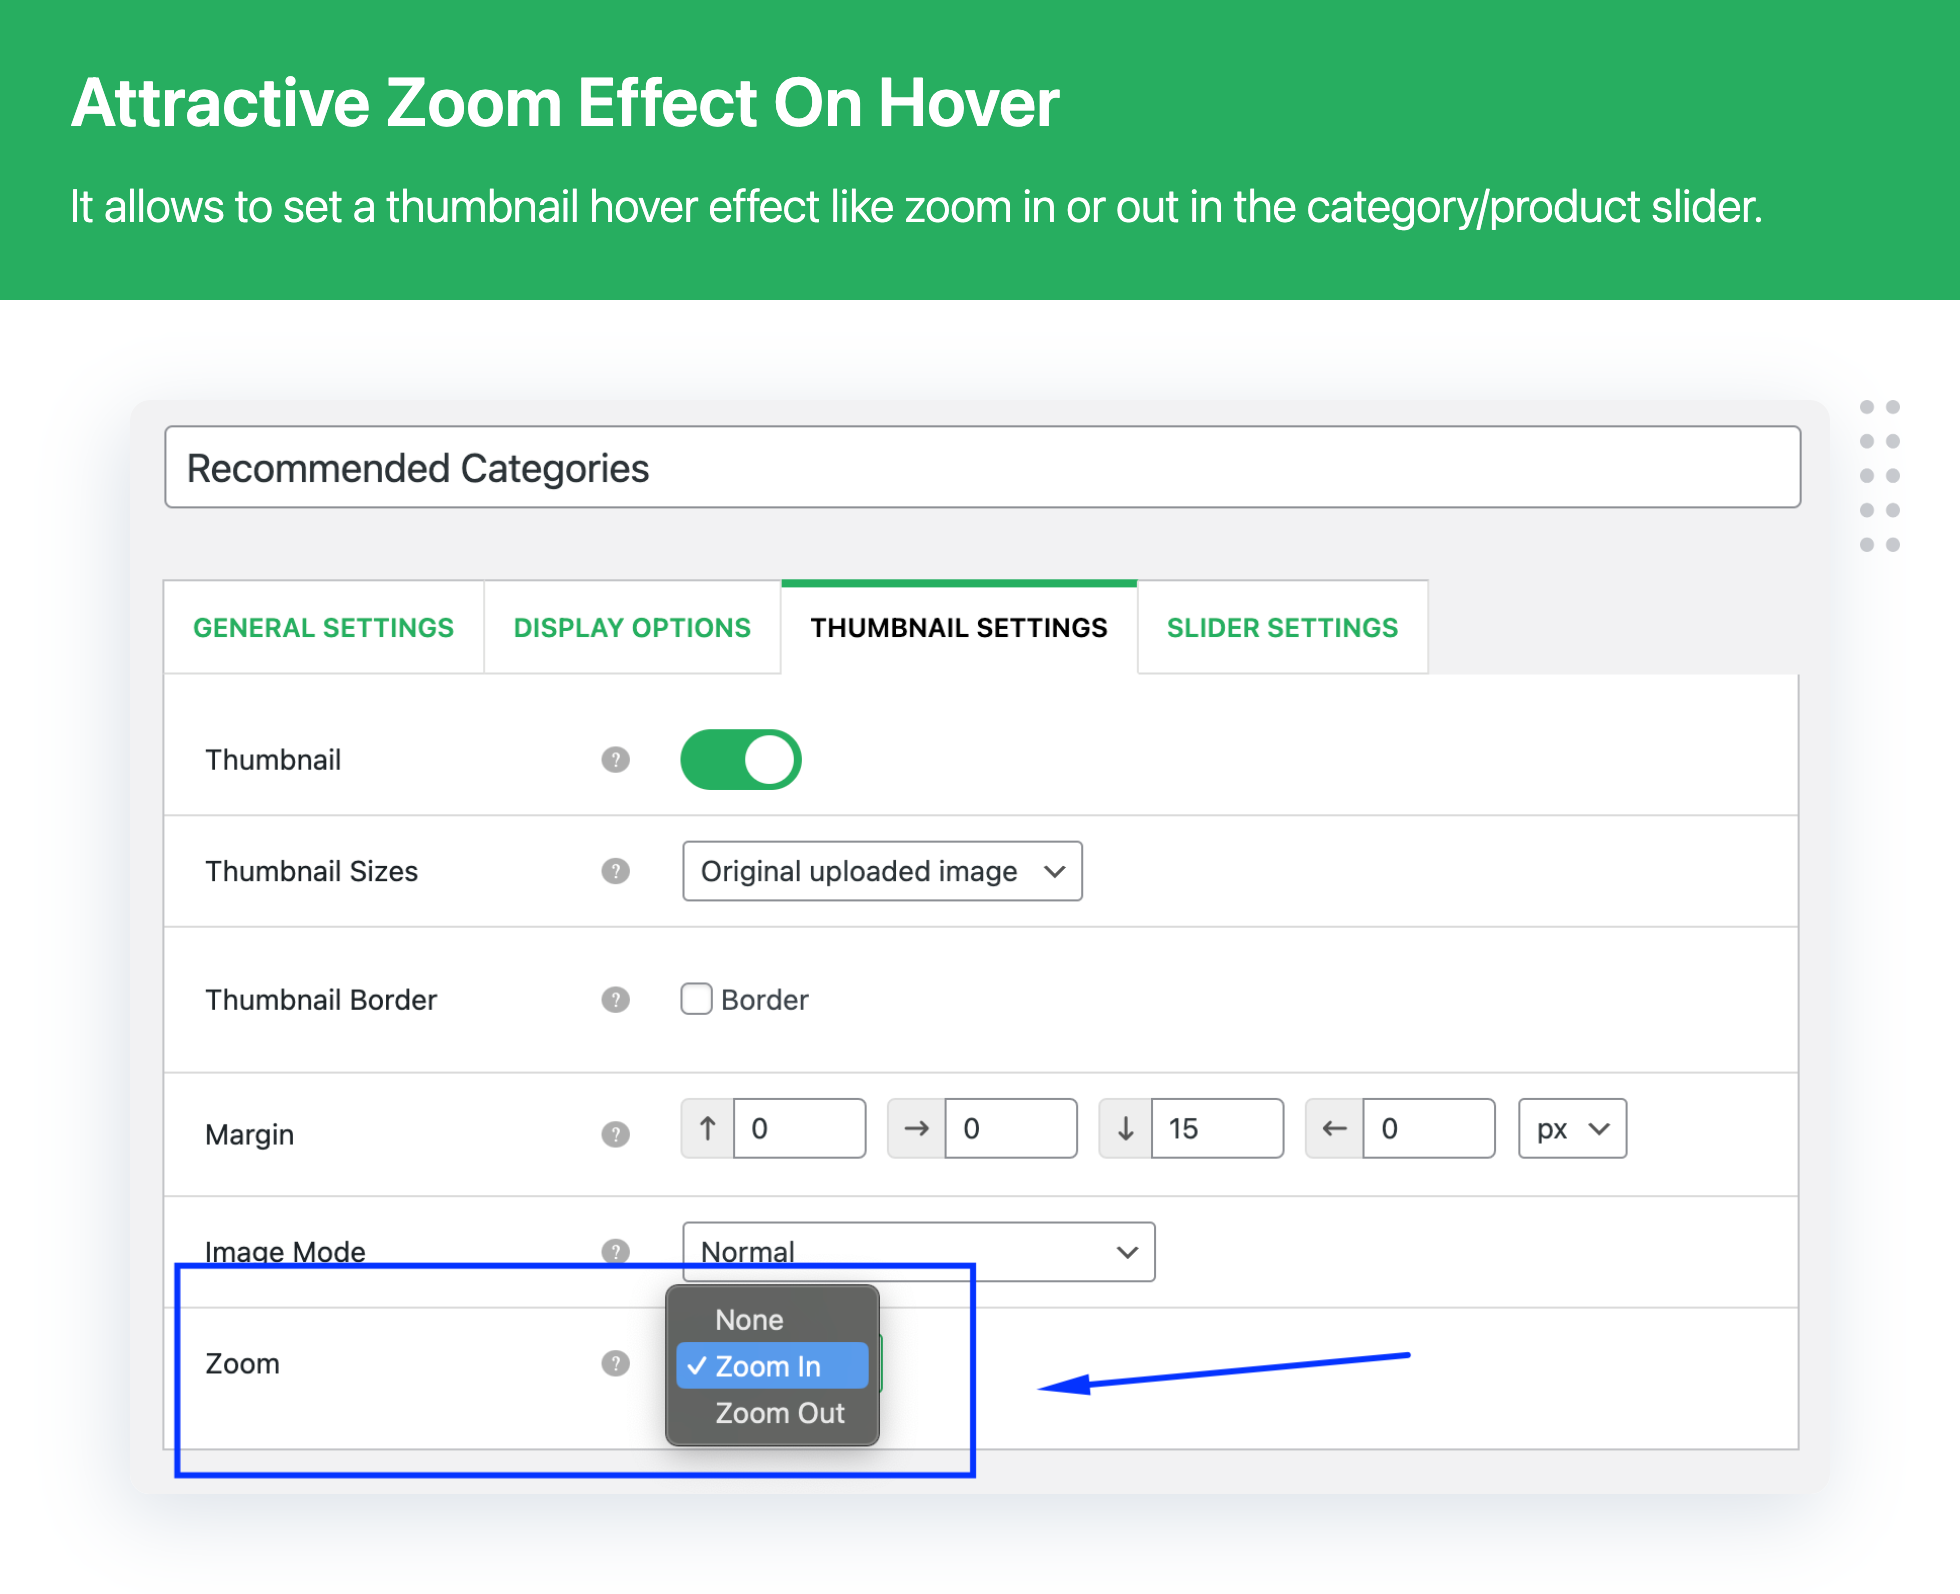 Attractive Zoom Effect On Hover
It allows to set a thumbnail hover effect like zoom in or out in the category/product slider.
Recommended Categories
GENERAL SETTINGS DISPLAY OPTIONS THUMBNAIL SETTINGS SLIDER SETTINGS
Thumbnail ?
Thumbnail Sizes ? Original uploaded image
Thumbnail Border ? Border
Margin ? ↑ 0 → 0 ↓ 15 ← 0 px
Image Mode ? Normal
None
Zoom ? ✓ Zoom In
Zoom Out